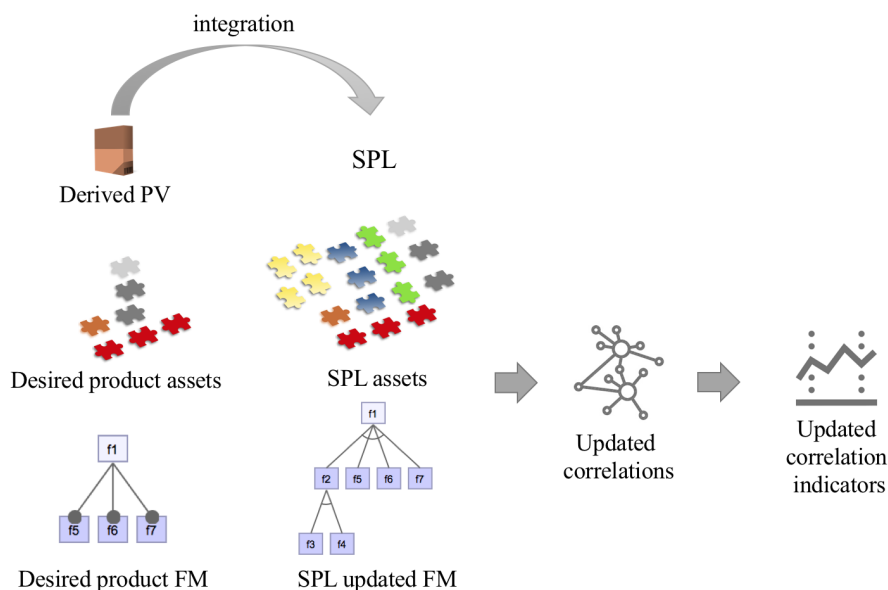 integration
Derived PV
SPL
Desired product assets
SPL assets
f1
f5 f6 f7
Desired product FM
f1
f2 f5 f6 f7
f3 f4
SPL updated FM
Updated
correlations
Updated
correlation
indicators